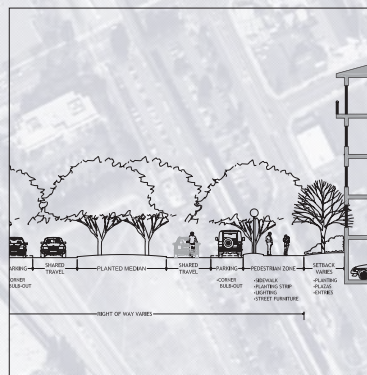 ARKING
SHARED
TRAVEL
PLANTED MEDIAN
SHARED
TRAVEL
PARKING
PEDESTRIAN ZONE
SETBACK
VARIES
CORNER
BULB-OUT
•CORNER
BULB-OUT
•SIDEWALK
•PLANTING STRIP
•LIGHTING
•STREET FURNITURE
•PLANTING
•PLAZAS
•ENTRIES
RIGHT OF WAY VARIES